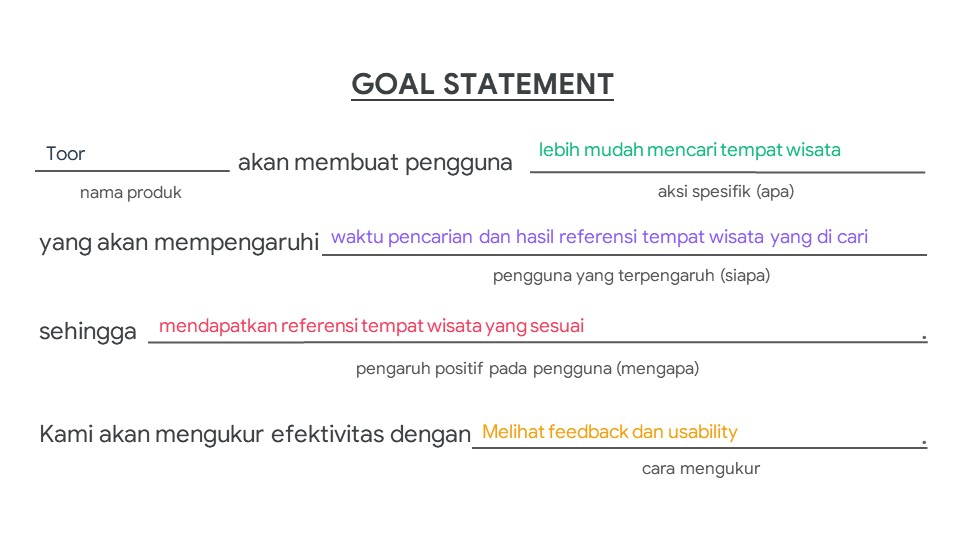 GOAL STATEMENT
Toor akan membuat pengguna lebih mudah mencari tempat wisata
nama produk aksi spesifik (apa)
yang akan mempengaruhi waktu pencarian dan hasil referensi tempat wisata yang di cari
pengguna yang terpengaruh (siapa)
sehingga mendapatkan referensi tempat wisata yang sesuai .
pengaruh positif pada pengguna (mengapa)
Kami akan mengukur efektivitas dengan Melihat feedback dan usability .
cara mengukur